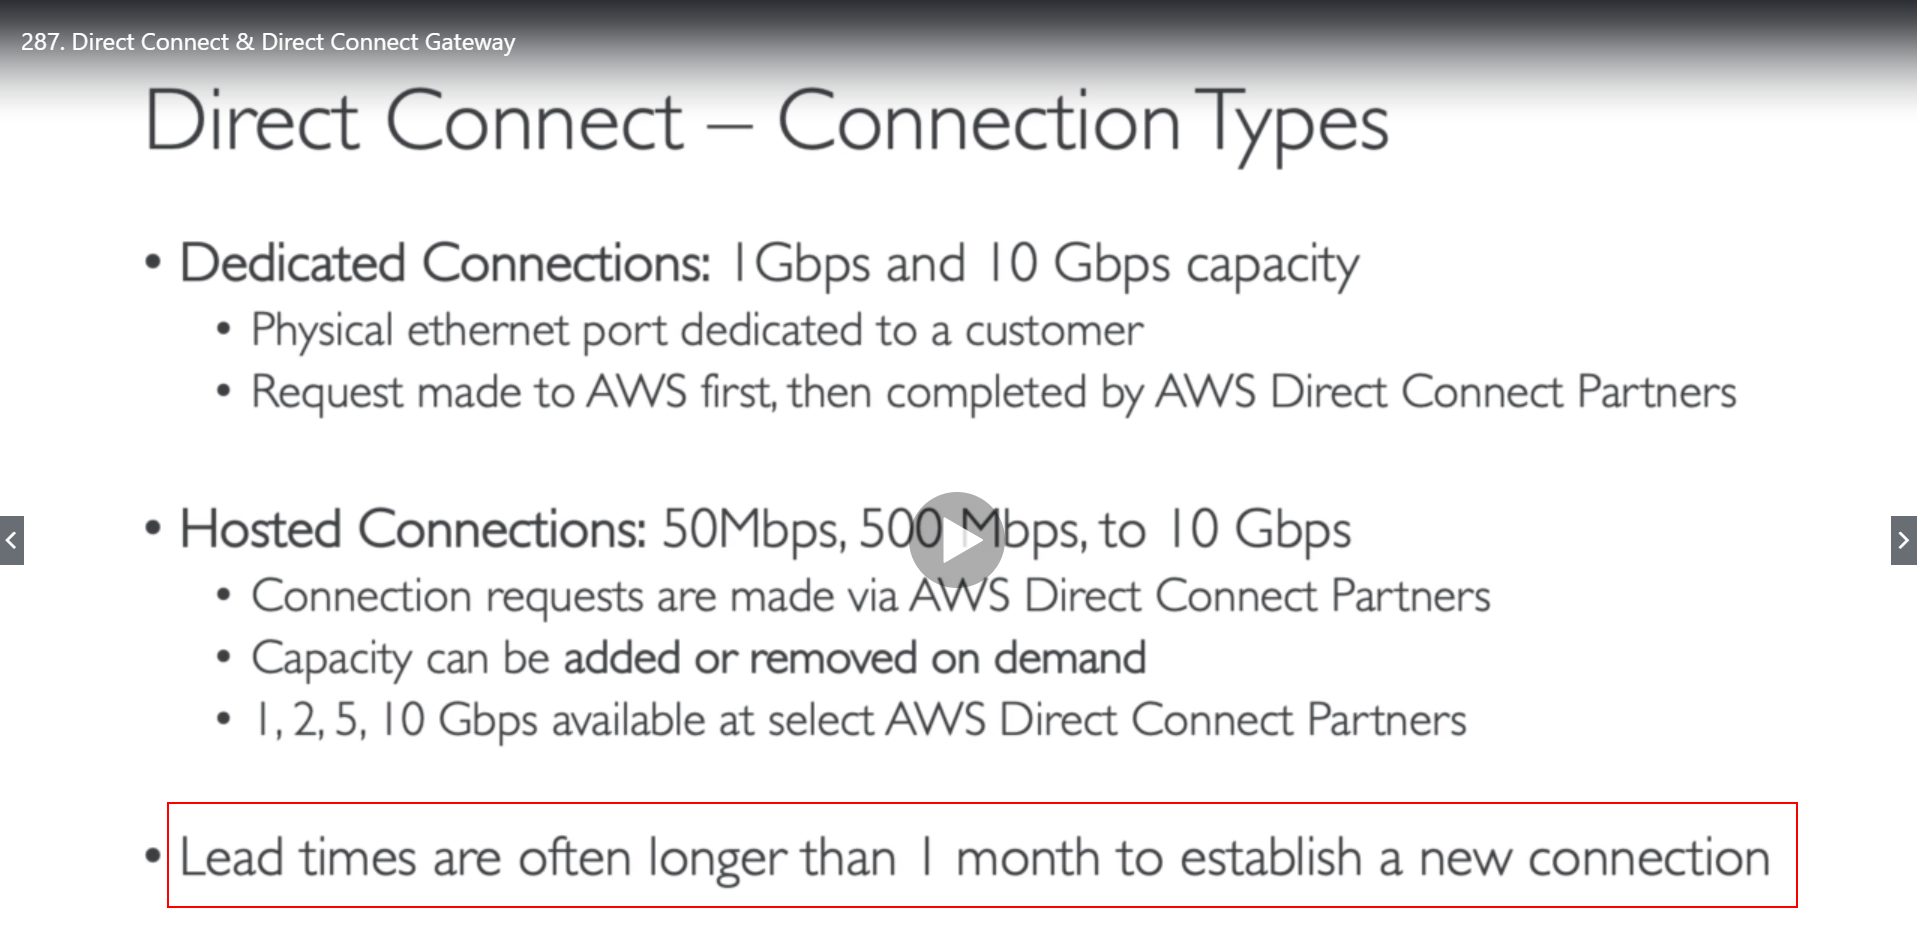 287. Direct Connect & Direct Connect Gateway
Direct Connect – Connection Types
• Dedicated Connections: 1Gbps and 10 Gbps capacity
• Physical ethernet port dedicated to a customer
• Request made to AWS first, then completed by AWS Direct Connect Partners
• Hosted Connections: 50Mbps, 500 Mbps, to 10 Gbps
• Connection requests are made via AWS Direct Connect Partners
• Capacity can be added or removed on demand
• 1, 2, 5, 10 Gbps available at select AWS Direct Connect Partners
• Lead times are often longer than 1 month to establish a new connection